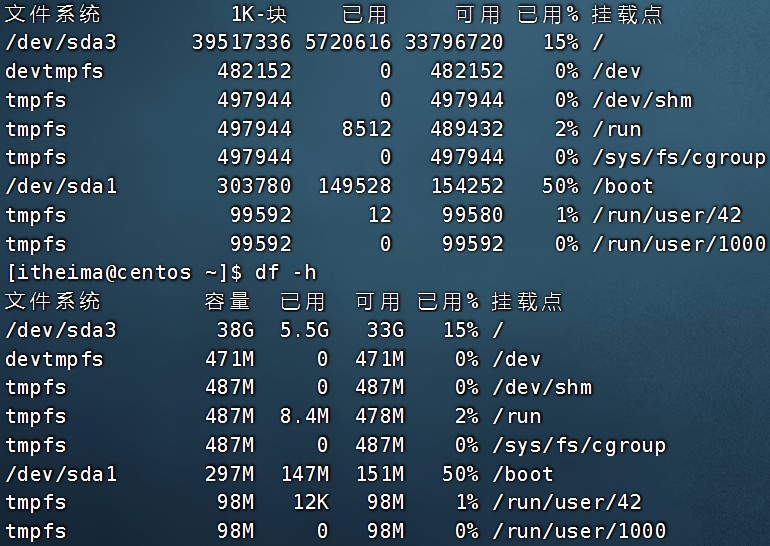 文件系统 1K-块 已用 可用 已用% 挂载点
/dev/sda3 39517336 5720616 33796720 15% /
devtmpfs 482152 0 482152 0% /dev
tmpfs 497944 0 497944 0% /dev/shm
tmpfs 497944 8512 489432 2% /run
tmpfs 497944 0 497944 0% /sys/fs/cgroup
/dev/sda1 303780 149528 154252 50% /boot
tmpfs 99592 12 99580 1% /run/user/42
tmpfs 99592 0 99592 0% /run/user/1000
[itheima@centos ~]$ df -h
文件系统 容量 已用 可用 已用% 挂载点
/dev/sda3 38G 5.5G 33G 15% /
devtmpfs 471M 0 471M 0% /dev
tmpfs 487M 0 487M 0% /dev/shm
tmpfs 487M 8.4M 478M 2% /run
tmpfs 487M 0 487M 0% /sys/fs/cgroup
/dev/sda1 297M 147M 151M 50% /boot
tmpfs 98M 12K 98M 1% /run/user/42
tmpfs 98M 0 98M 0% /run/user/1000